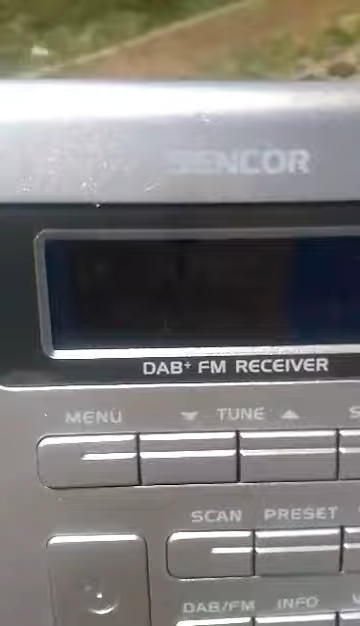 SENCOR
DAB+ FM RECEIVER
MENU ▼ TUNE ▲
SCAN PRESET
DAB/FM INFO